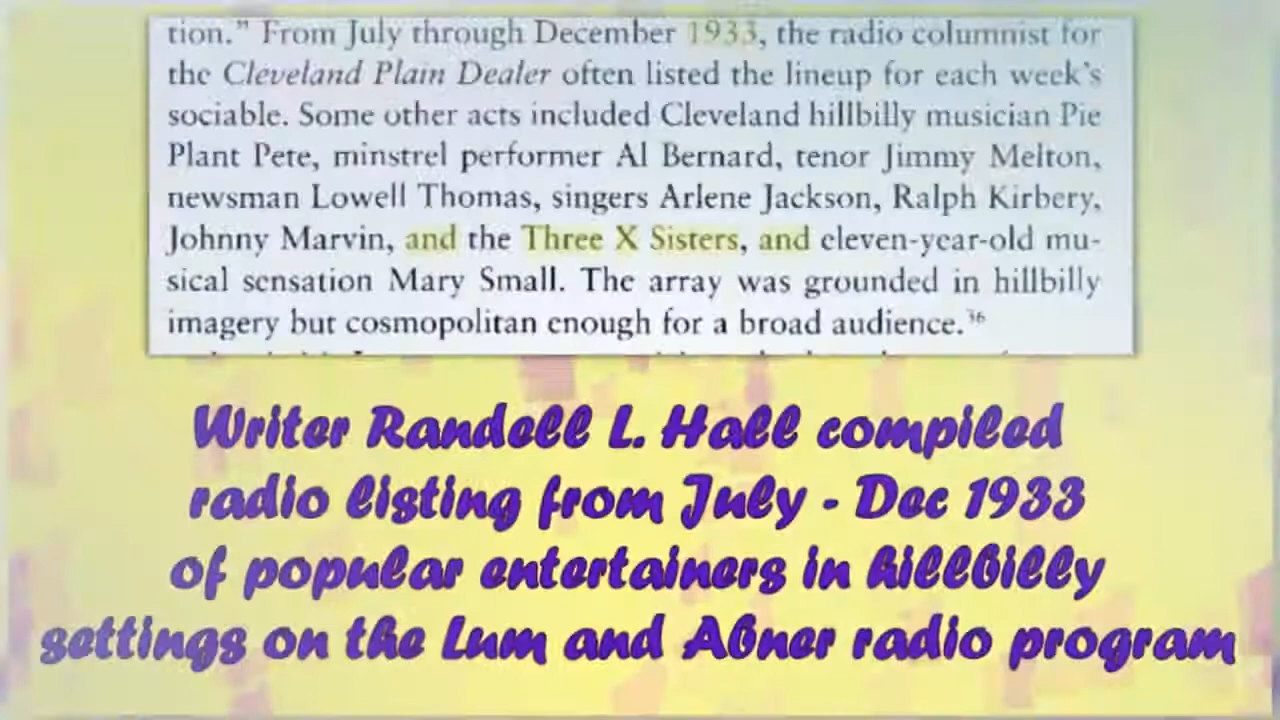 tion.” From July through December 1933, the radio columnist for
the Cleveland Plain Dealer often listed the lineup for each week’s
sociable. Some other acts included Cleveland hillbilly musician Pie
Plant Pete, minstrel performer Al Bernard, tenor Jimmy Melton,
newsman Lowell Thomas, singers Arlene Jackson, Ralph Kirbery,
Johnny Marvin, and the Three X Sisters, and eleven-year-old mu-
sical sensation Mary Small. The array was grounded in hillbilly
imagery but cosmopolitan enough for a broad audience.³⁶
Writer Randell L. Hall compiled
radio listing from July - Dec 1933
of popular entertainers in hillbilly
settings on the Lum and Abner radio program